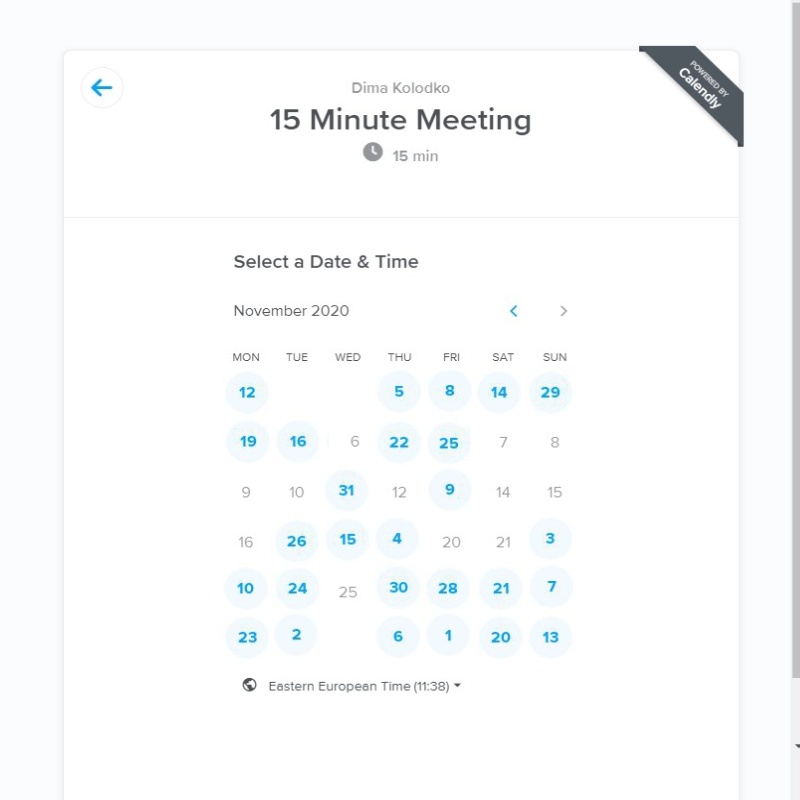 POWERED BY
Calendly
Dima Kolodko
15 Minute Meeting
15 min
Select a Date & Time
November 2020
MON TUE WED THU FRI SAT SUN
12 5 8 14 29
19 16 6 22 25 7 8
9 10 31 12 9 14 15
16 26 15 4 20 21 3
10 24 25 30 28 21 7
23 2 6 1 20 13
Eastern European Time (11:38)